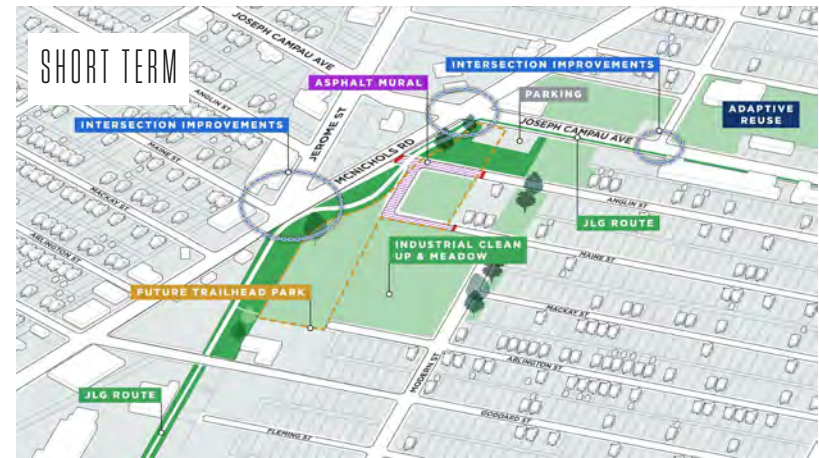 JOSEPH CAMPAU AVE
SHORT TERM
INTERSECTION IMPROVEMENTS
ASPHALT MURAL
PARKING
ANGLIN ST
ADAPTIVE
REUSE
INTERSECTION IMPROVEMENTS
JEROME ST
JOSEPH CAMPAU AVE
MCNICHOLS RD
MAINE ST
MACKAY ST
ANGLIN ST
JLG ROUTE
ARLINGTON ST
INDUSTRIAL CLEAN
UP & MEADOW
MAINE ST
FUTURE TRAILHEAD PARK
MACKAY ST
ARLINGTON ST
MODERN ST
JLG ROUTE
GODDARD ST
FLEMING ST